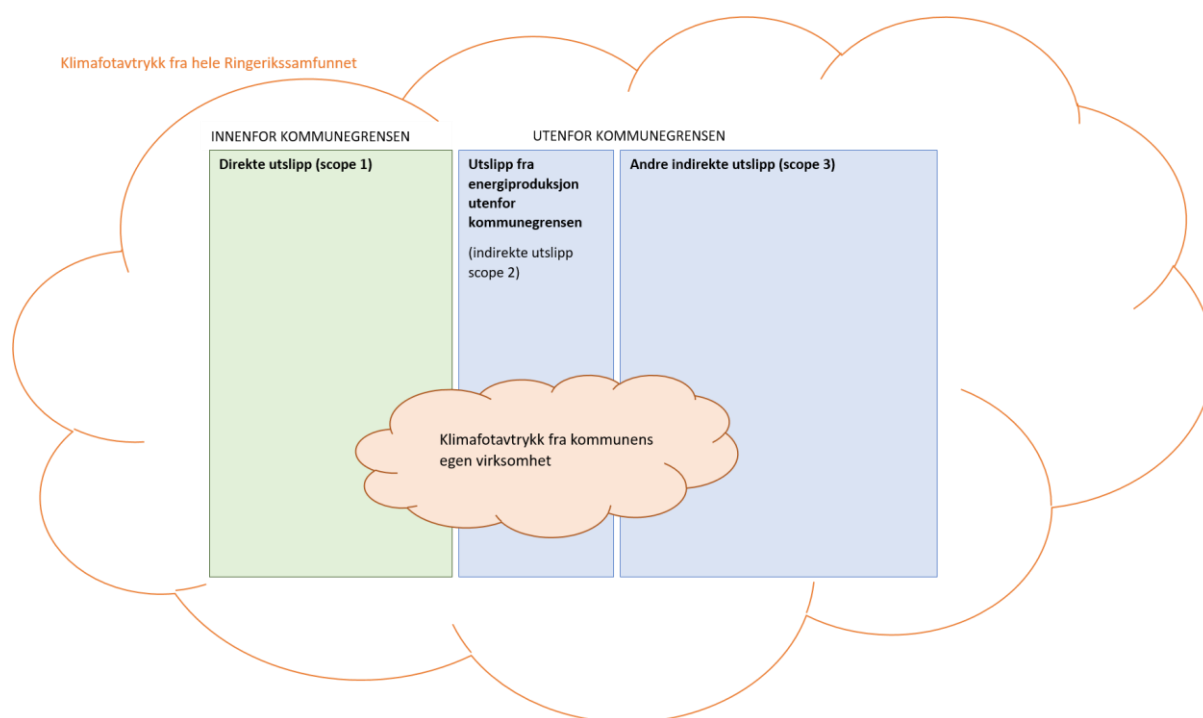 Klimafotavtrykk fra hele Ringerikssamfunnet
INNENFOR KOMMUNEGRENSEN
UTENFOR KOMMUNEGRENSEN
Direkte utslipp (scope 1)
Utslipp fra
energiproduksjon
utenfor
kommunegrensen
(indirekte utslipp
scope 2)
Andre indirekte utslipp (scope 3)
Klimafotavtrykk fra kommunens
egen virksomhet